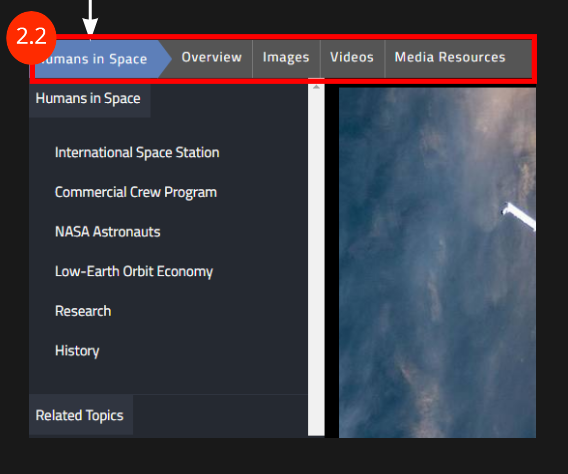 2.2
Humans in Space Overview Images Videos Media Resources
Humans in Space
International Space Station
Commercial Crew Program
NASA Astronauts
Low-Earth Orbit Economy
Research
History
Related Topics